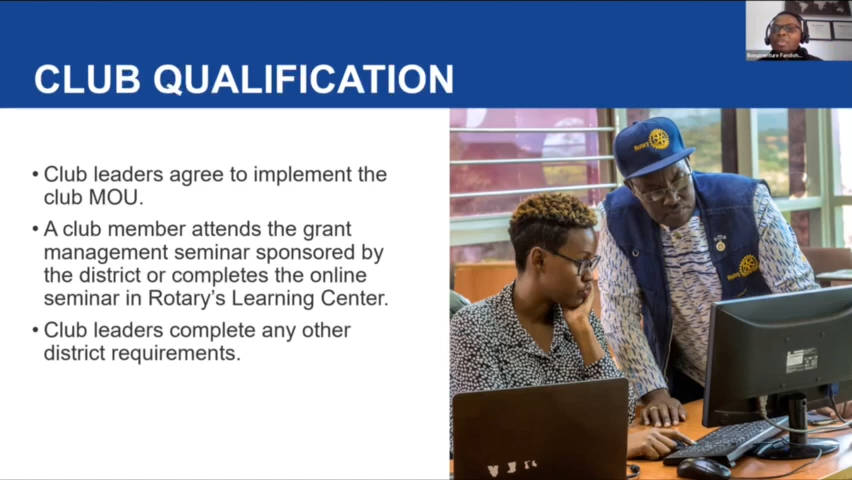 CLUB QUALIFICATION
• Club leaders agree to implement the
club MOU.
• A club member attends the grant
management seminar sponsored by
the district or completes the online
seminar in Rotary's Learning Center.
• Club leaders complete any other
district requirements.
Rotary
Rotary